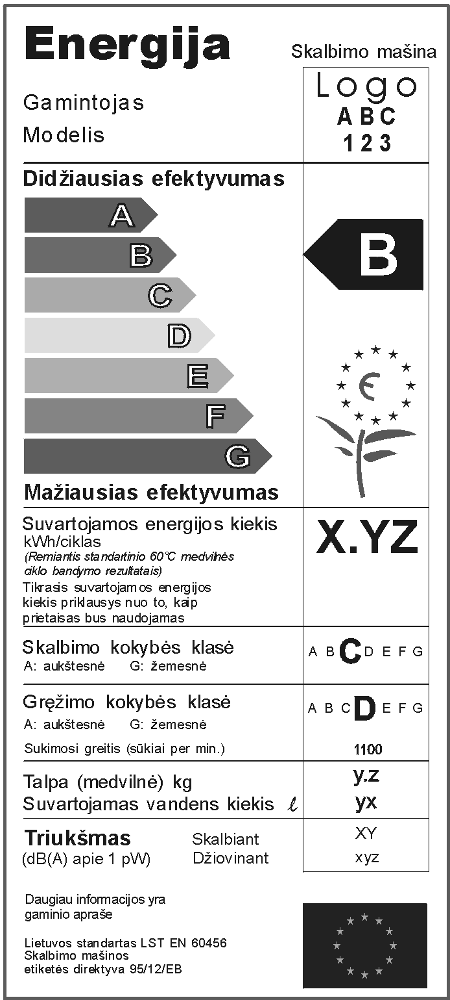 Energija
Skalbimo mašina
Logo
Gamintojas
ABC
Modelis
123
Didžiausias efektyvumas
A
B
B
C
D
E
F
G
Mažiausias efektyvumas
Suvartojamos energijos kiekis
X.YZ
kWh/ciklas
(Remiantis standartinio 60°C medvilnės
ciklo bandymo rezultatais)
Tikrasis suvartojamos energijos
kiekis priklausys nuo to, kaip
prietaisas bus naudojamas
Skalbimo kokybės klasė
A B C D E F G
A: aukštesnė G: žemesnė
Gręžimo kokybės klasė
A B C D E F G
A: aukštesnė G: žemesnė
Sukimosi greitis (sūkiai per min.) 1100
Talpa (medvilnė) kg y.z
Suvartojamas vandens kiekis ℓ yx
Triukšmas Skalbiant XY
(dB(A) apie 1 pW) Džiovinant xyz
Daugiau informacijos yra
gaminio apraše
Lietuvos standartas LST EN 60456
Skalbimo mašinos
etiketės direktyva 95/12/EB